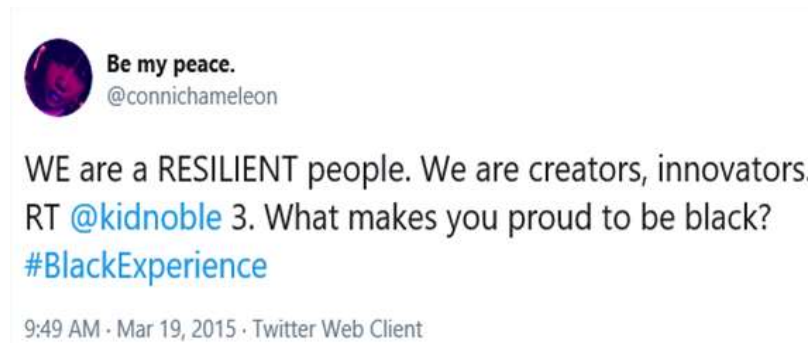 Be my peace.
@connichameleon
WE are a RESILIENT people. We are creators, innovators.
RT @kidnoble 3. What makes you proud to be black?
#BlackExperience
9:49 AM · Mar 19, 2015 · Twitter Web Client